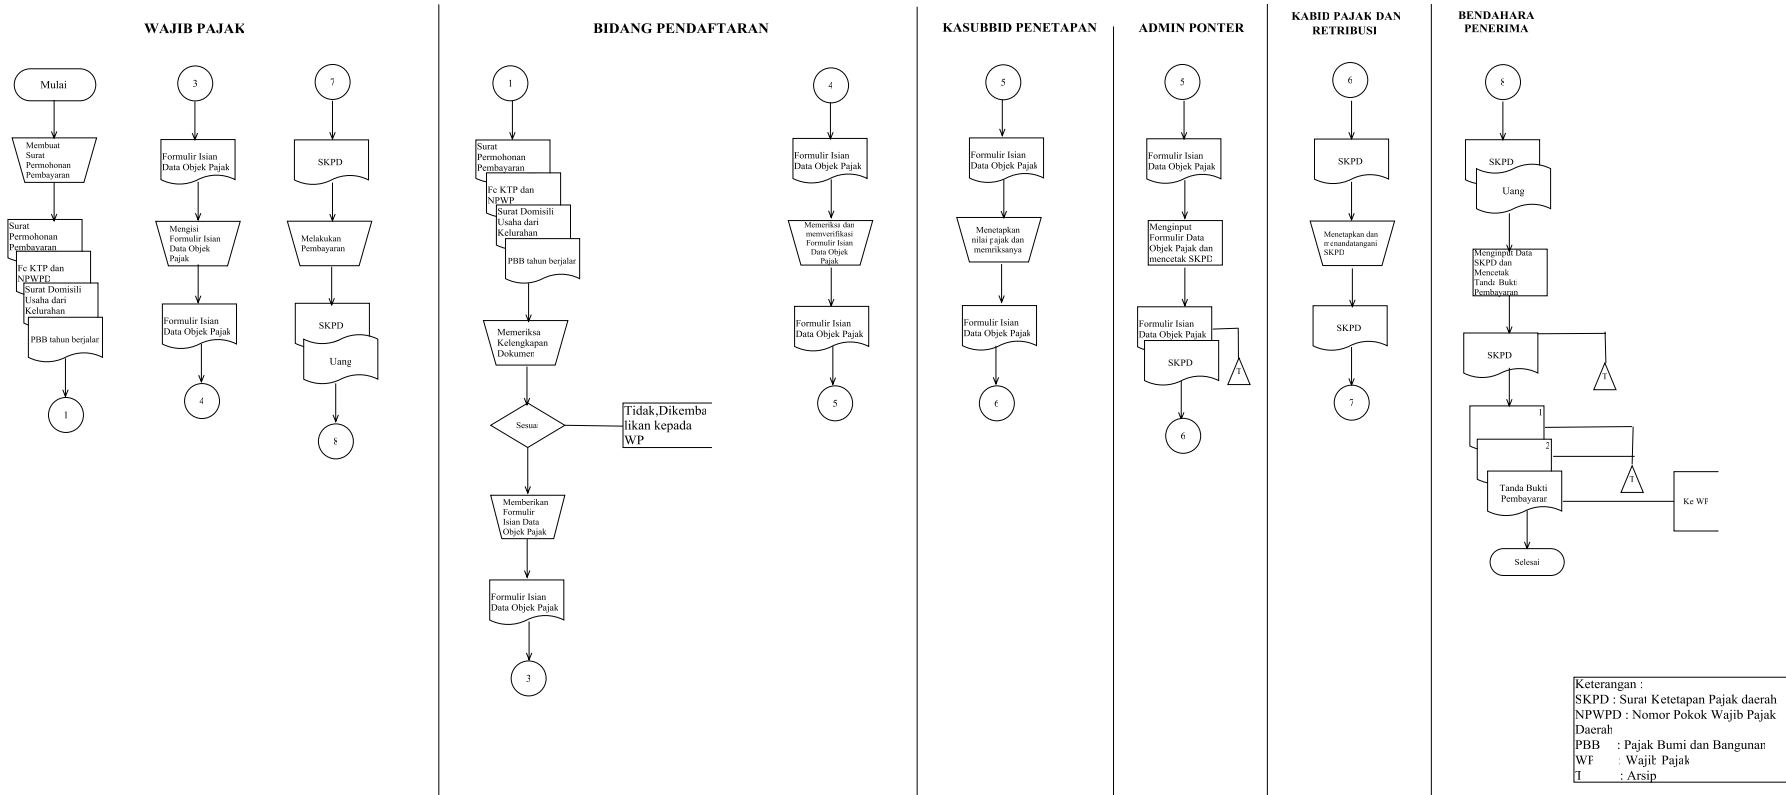 WAJIB PAJAK
Mulai
Membuat
Surat
Permohonan
Pembayaran
Surat
Permohonan
Pembayaran
Fc KTP dan
NPWPD
Surat Domisili
Usaha dari
Kelurahan
PBB tahun berjalar
1
3
Formulir Isian
Data Objek Pajak
Mengisi
Formulir Isian
Data Objek
Pajak
Formulir Isian
Data Objek Pajak
4
7
SKPD
Melakukan
Pembayaran
SKPD
Uang
8
BIDANG PENDAFTARAN
1
Surat
Permohonan
Pembayaran
Fc KTP dan
NPWP
Surat Domisili
Usaha dari
Kelurahan
PBB tahun berjalar
Memeriksa
Kelengkapan
Dokumen
Sesuai
Tidak,Dikemba
likan kepada
WP
Memberikan
Formulir
Isian Data
Objek Pajak
Formulir Isian
Data Objek Pajak
3
4
Formulir Isian
Data Objek Pajak
Memeriksa dan
memverifikasi
Formulir Isian
Data Objek
Pajak
Formulir Isian
Data Objek Pajak
5
KASUBBID PENETAPAN
5
Formulir Isian
Data Objek Pajak
Menetapkan
nilai pajak dan
memriksanya
Formulir Isian
Data Objek Pajak
6
ADMIN PONTER
5
Formulir Isian
Data Objek Pajak
Menginput
Formulir Data
Objek Pajak dan
mencetak SKPD
Formulir Isian
Data Objek Pajak
SKPD
T
6
KABID PAJAK DAN
RETRIBUSI
6
SKPD
Menetapkan dan
menandatangani
SKPD
SKPD
7
BENDAHARA
PENERIMA
8
SKPD
Uang
Menginput Data
SKPD dan
Mencetak
Tanda Bukti
Pembayaran
SKPD
T
1
2
Tanda Bukti
Pembayaran
T
Ke WP
Selesai
Keterangan :
SKPD : Surat Ketetapan Pajak daerah
NPWPD : Nomor Pokok Wajib Pajak
Daerah
PBB : Pajak Bumi dan Bangunan
WP : Wajib Pajak
T : Arsip